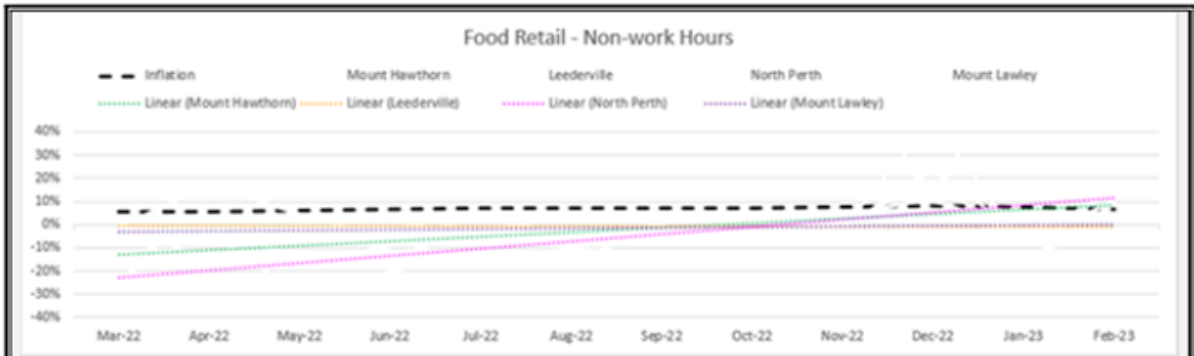 Food Retail - Non-work Hours
Inflation Mount Hawthorn Leederville North Perth Mount Lawley
Linear (Mount Hawthorn) Linear (Leederville) Linear (North Perth) Linear (Mount Lawley)
40%
30%
20%
10%
0%
-10%
-20%
-30%
-40%
Mar-22 Apr-22 May-22 Jun-22 Jul-22 Aug-22 Sep-22 Oct-22 Nov-22 Dec-22 Jan-23 Feb-23